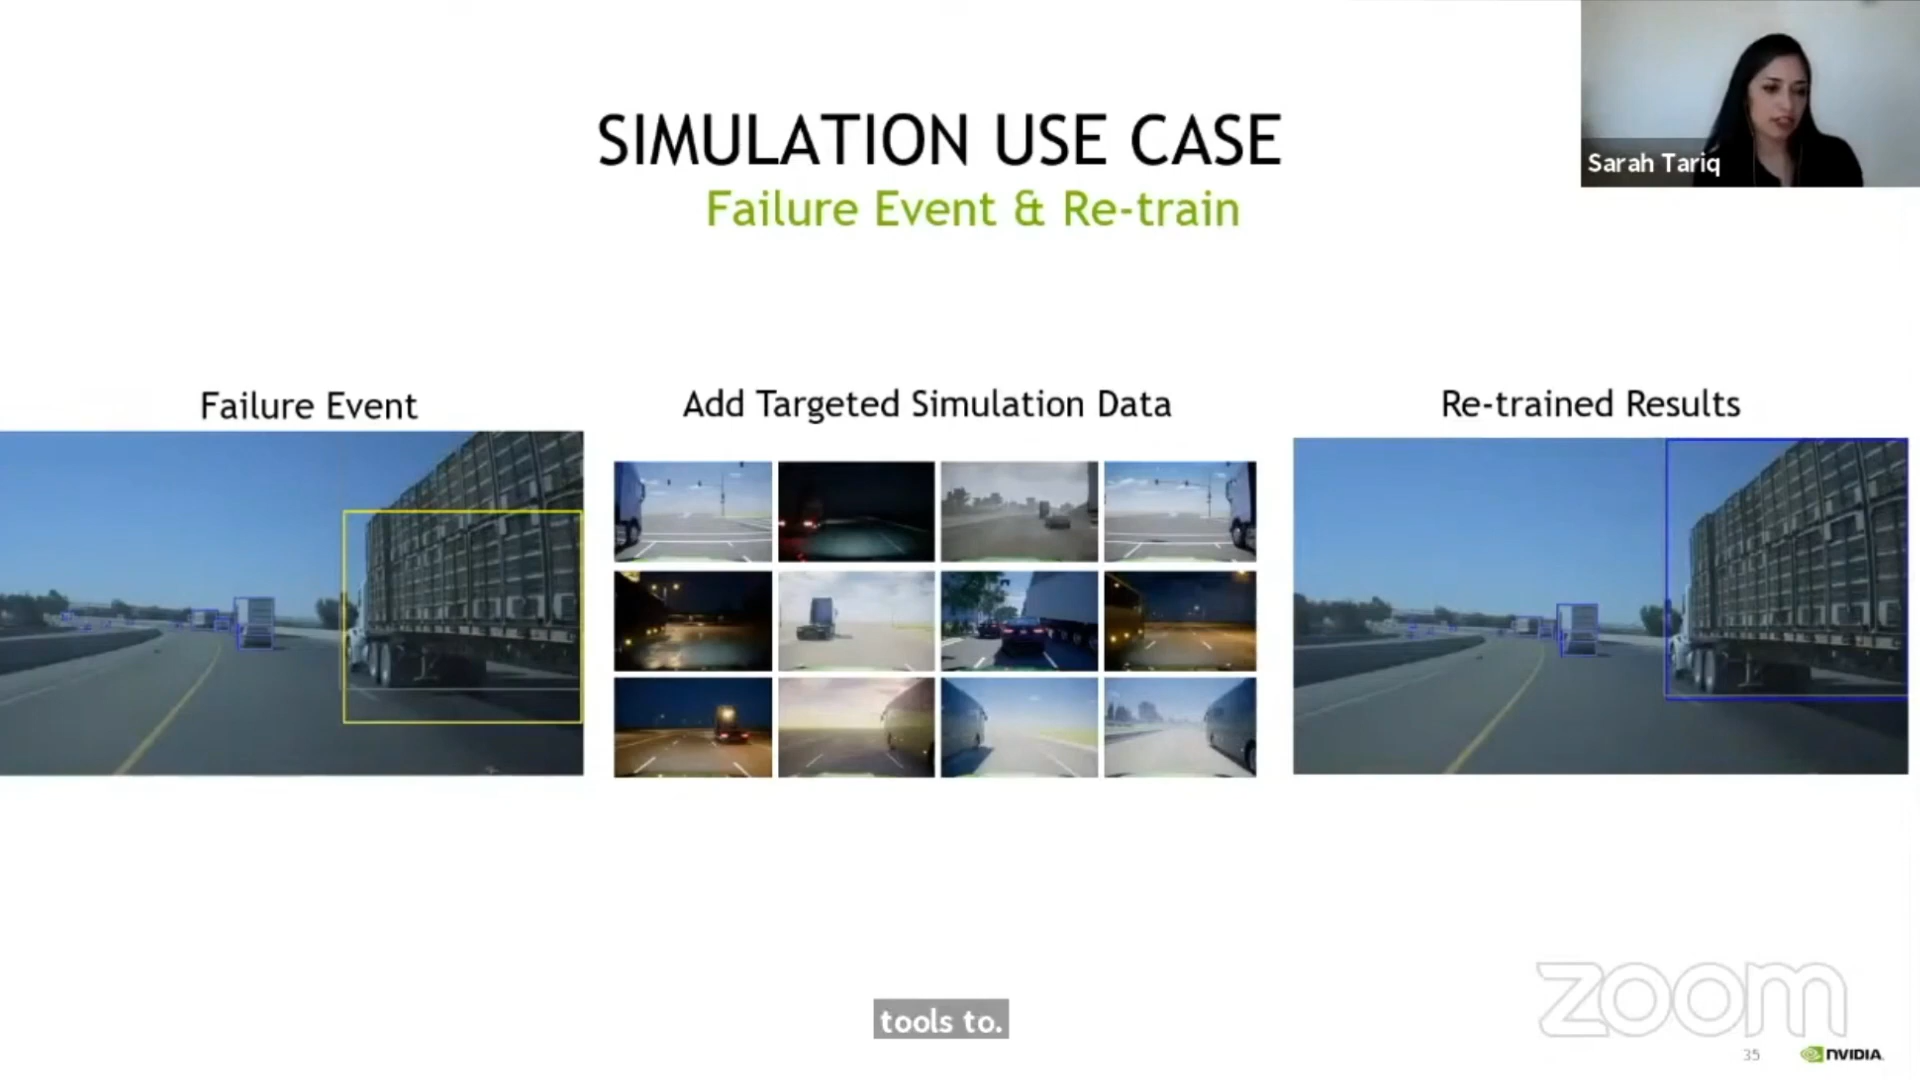 SIMULATION USE CASE
Failure Event & Re-train
Sarah Tariq
Failure Event
Add Targeted Simulation Data
Re-trained Results
tools to.
zoom
35
NVIDIA